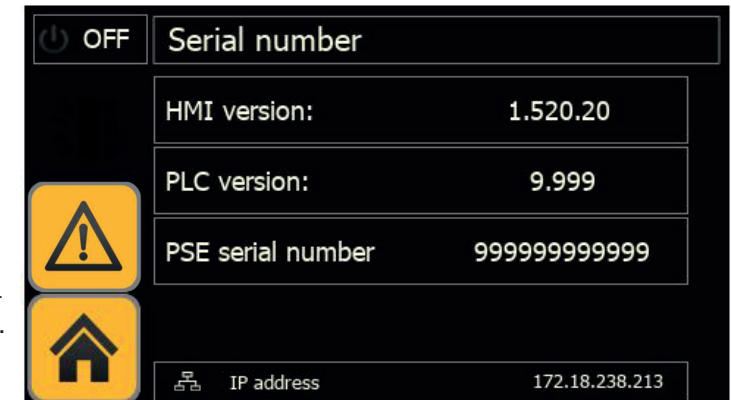 OFF Serial number
HMI version: 1.520.20
PLC version: 9.999
PSE serial number 999999999999
IP address 172.18.238.213